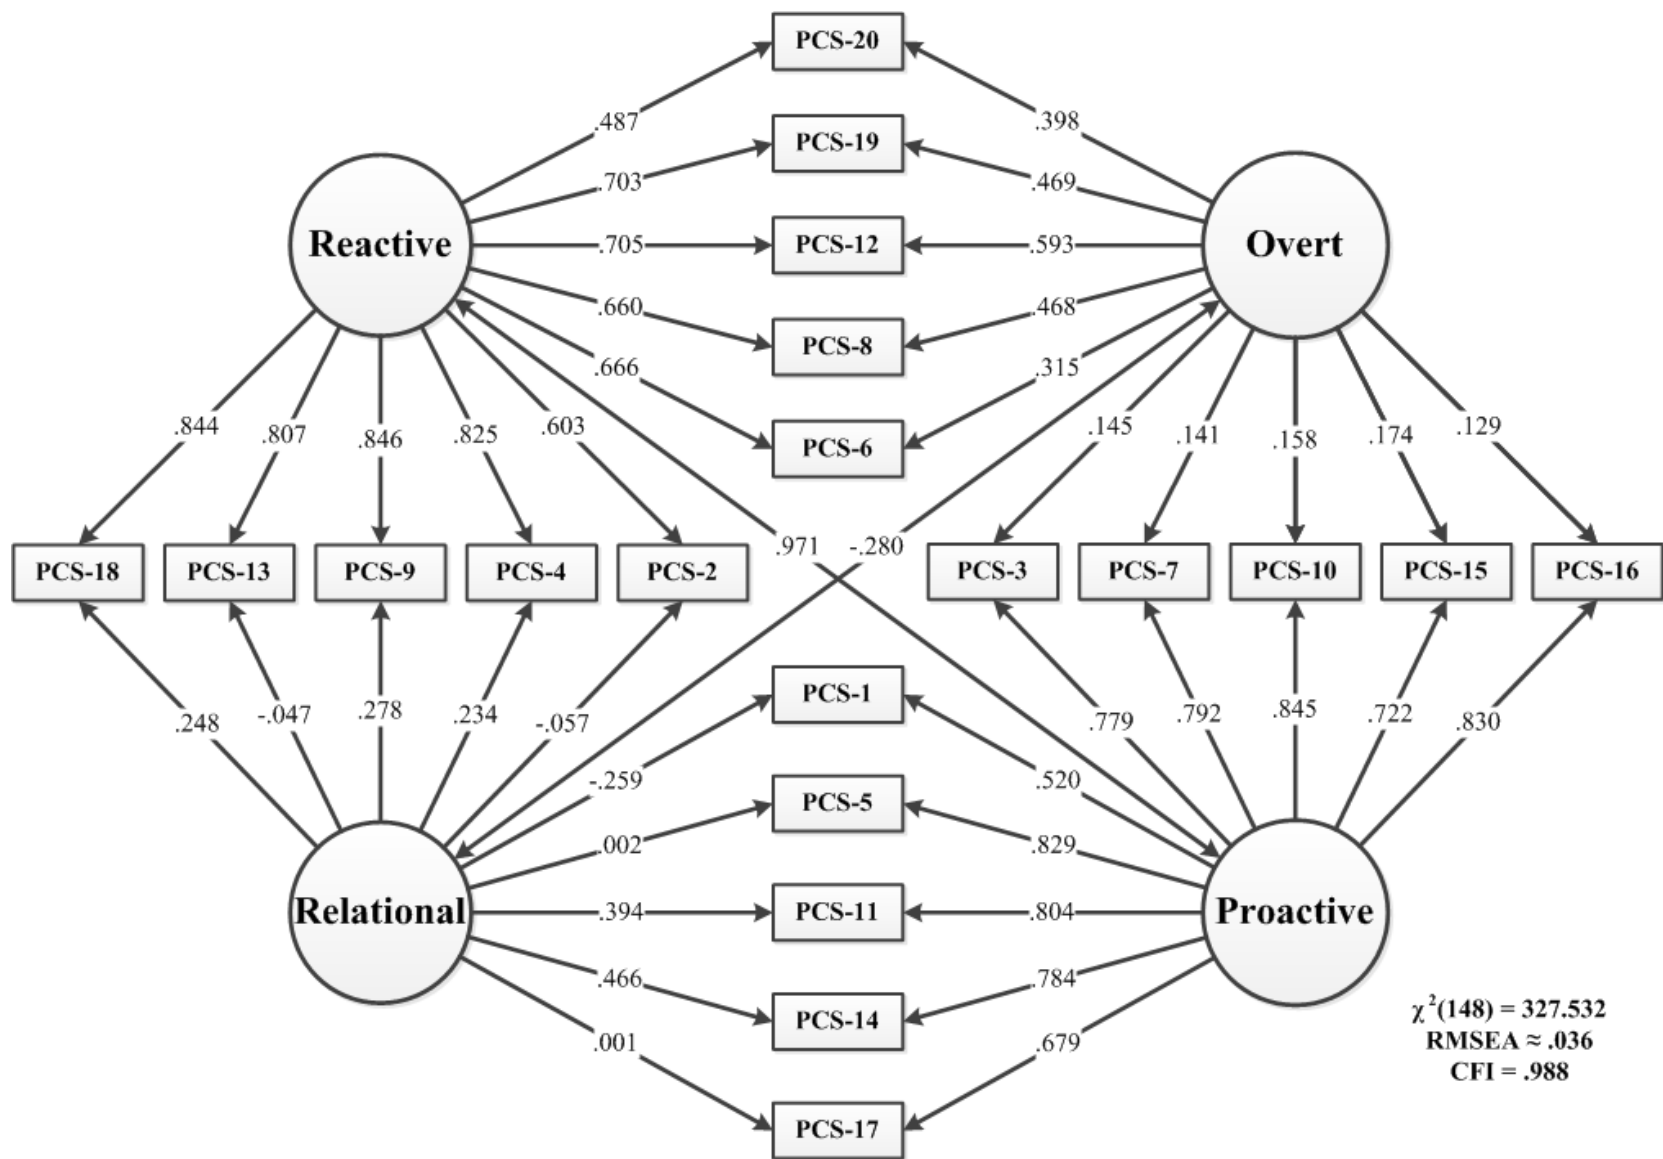 PCS-20
.487
.398
PCS-19
.703
.469
Reactive
.705
PCS-12
.593
Overt
.660
PCS-8
.468
.666
PCS-6
.315
.844
.807
.846
.825
.603
.145
.141
.158
.174
.129
.971
-.280
PCS-18
PCS-13
PCS-9
PCS-4
PCS-2
PCS-3
PCS-7
PCS-10
PCS-15
PCS-16
.248
-.047
.278
.234
-.057
PCS-1
.779
.792
.845
.722
.830
-.259
.520
PCS-5
.002
.829
Relational
.394
PCS-11
.804
Proactive
.466
PCS-14
.784
.001
PCS-17
.679
χ²(148) = 327.532
RMSEA ≈ .036
CFI = .988